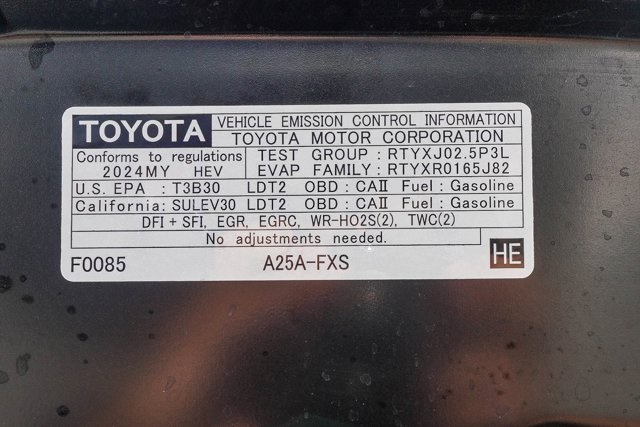 TOYOTA VEHICLE EMISSION CONTROL INFORMATION
TOYOTA MOTOR CORPORATION
Conforms to regulations TEST GROUP : RTYXJ02.5P3L
2024MY HEV EVAP FAMILY: RTYXR0165J82
U.S. EPA : T3B30 LDT2 OBD : CAⅡ Fuel : Gasoline
California: SULEV30 LDT2 OBD : CAⅡ Fuel : Gasoline
DFI + SFI, EGR, EGRC, WR-HO2S(2), TWC(2)
No adjustments needed.
F0085 A25A-FXS HE